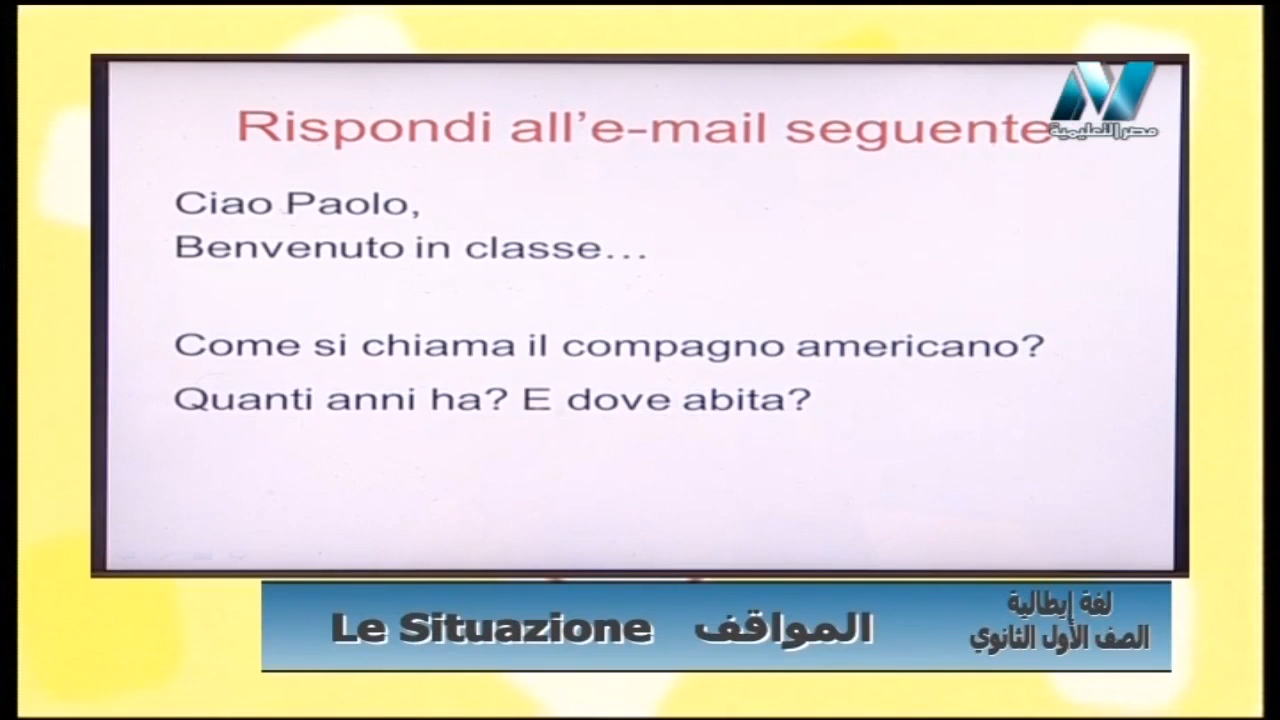 Rispondi all'e-mail seguente
مصر التعليمية
Ciao Paolo,
Benvenuto in classe...
Come si chiama il compagno americano?
Quanti anni ha? E dove abita?
Le Situazione المواقف
لغة إيطالية
الصف الأول الثانوي